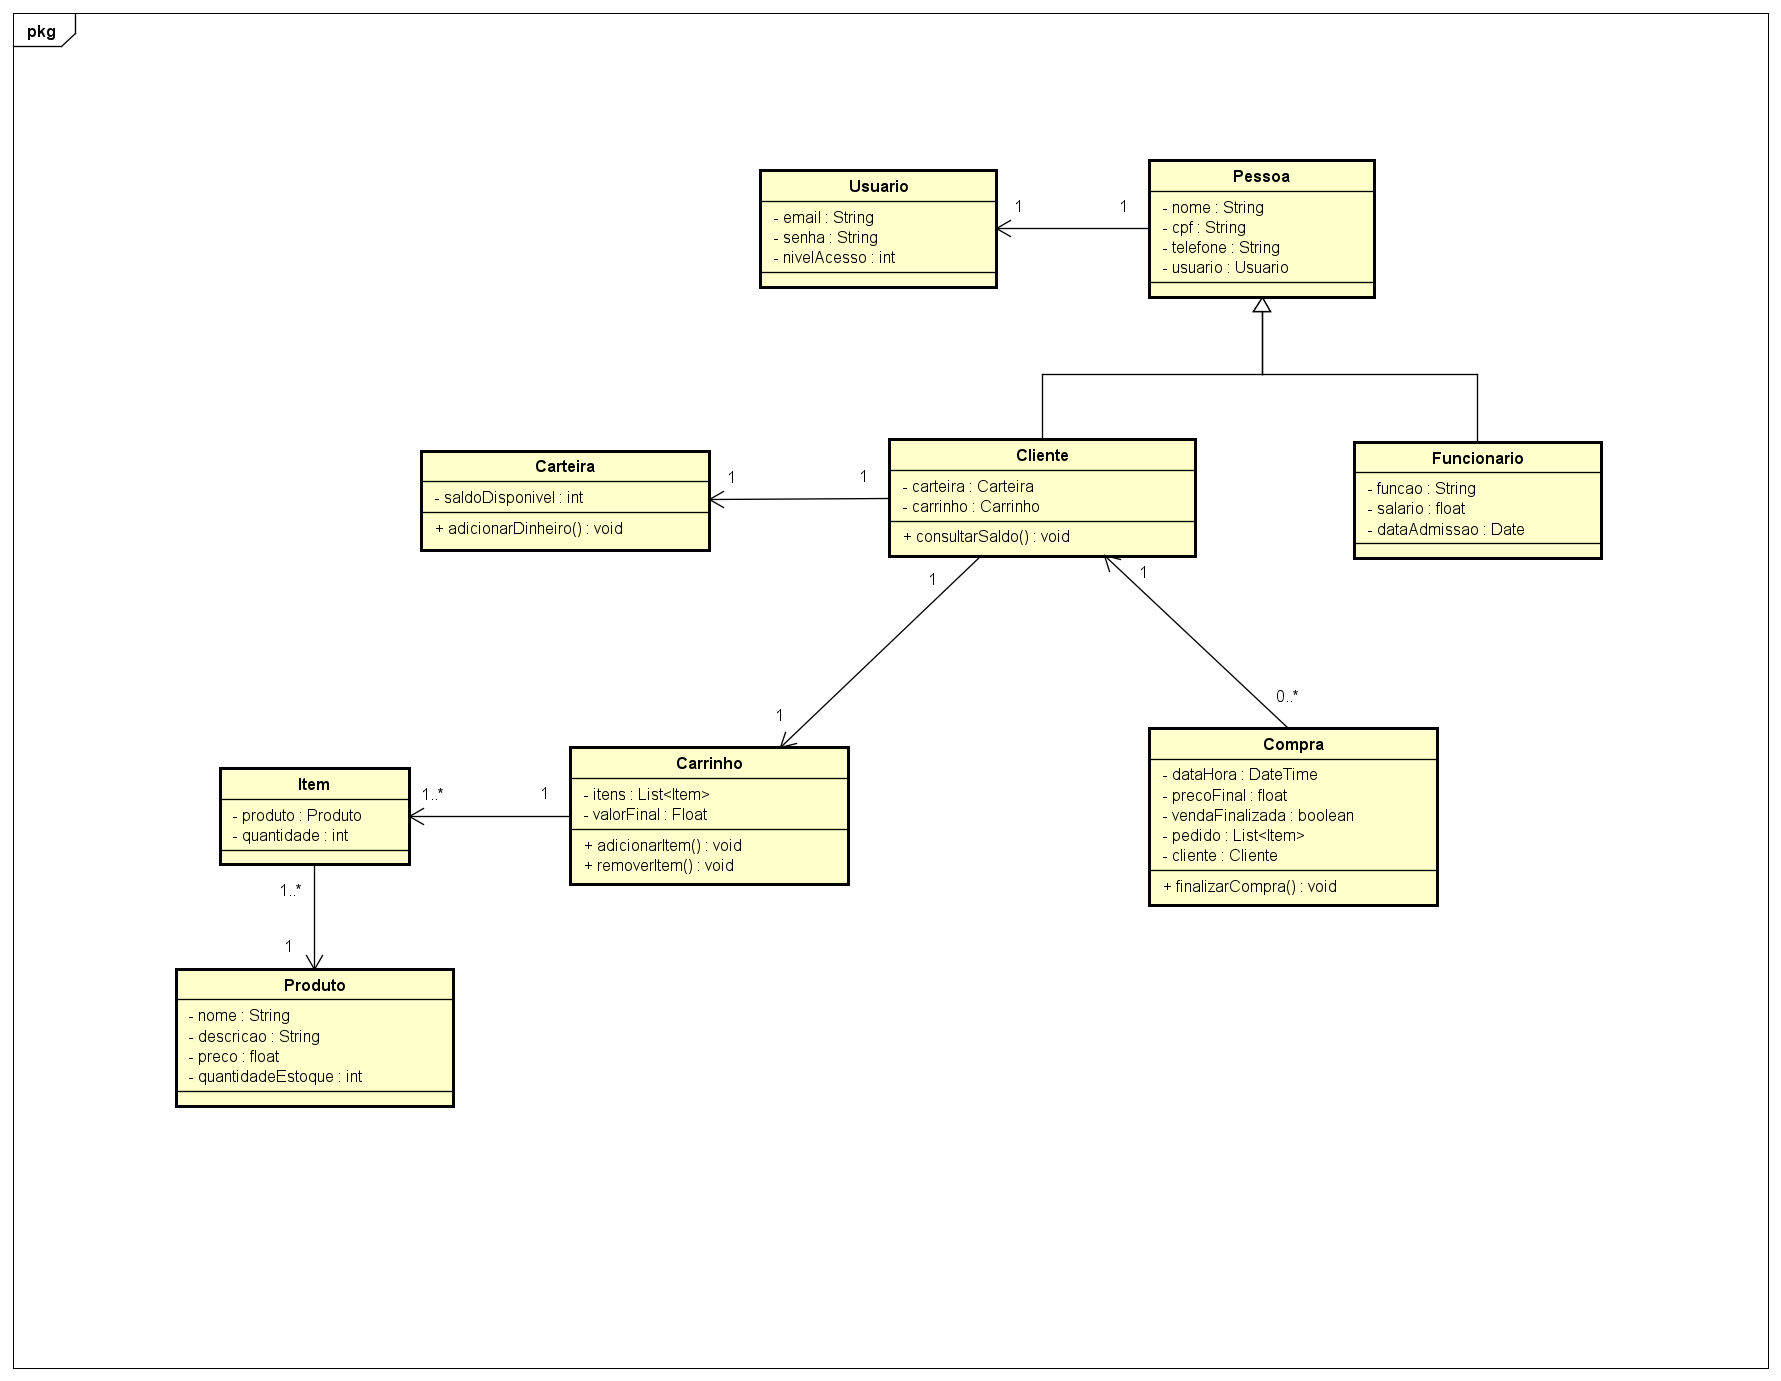 pkg
Usuario
- email : String
- senha : String
- nivelAcesso : int
1
1
Pessoa
- nome : String
- cpf : String
- telefone : String
- usuario : Usuario
Carteira
- saldoDisponivel : int
+ adicionarDinheiro() : void
1
1
Cliente
- carteira : Carteira
- carrinho : Carrinho
+ consultarSaldo() : void
Funcionario
- funcao : String
- salario : float
- dataAdmissao : Date
1
1
1
0..*
Item
- produto : Produto
- quantidade : int
1..*
1
Carrinho
- itens : List<Item>
- valorFinal : Float
+ adicionarItem() : void
+ removerItem() : void
Compra
- dataHora : DateTime
- precoFinal : float
- vendaFinalizada : boolean
- pedido : List<Item>
- cliente : Cliente
+ finalizarCompra() : void
1..*
1
Produto
- nome : String
- descricao : String
- preco : float
- quantidadeEstoque : int